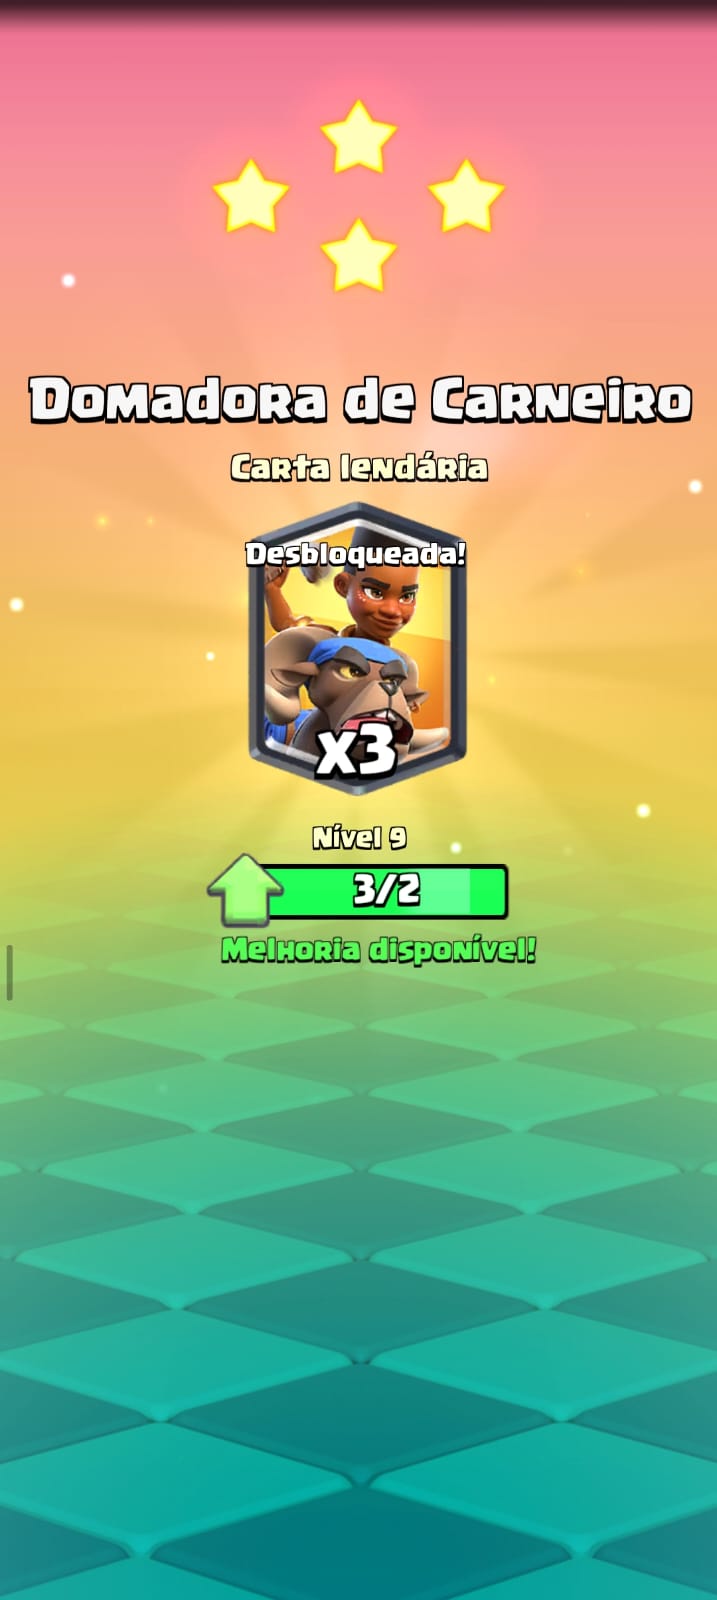 Domadora de Carneiro
Carta lendária
Desbloqueada!
x3
Nível 9
3/2
Melhoria disponível!